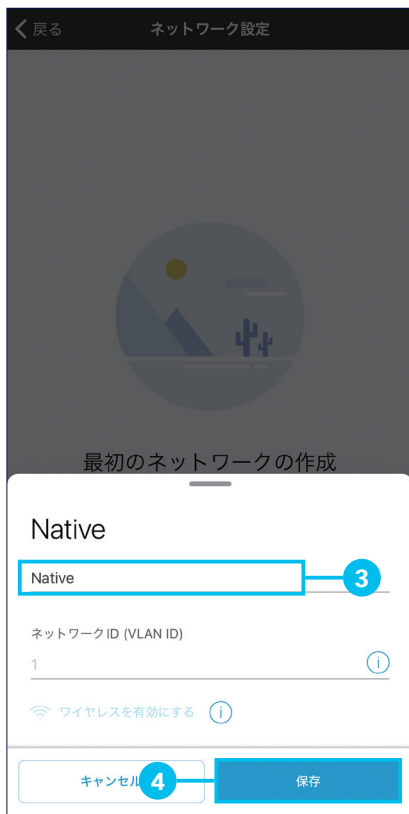 戻る ネットワーク設定
最初のネットワークの作成
Native
Native 3
ネットワーク ID (VLAN ID)
1
ワイヤレスを有効にする
キャンセル 4 保存